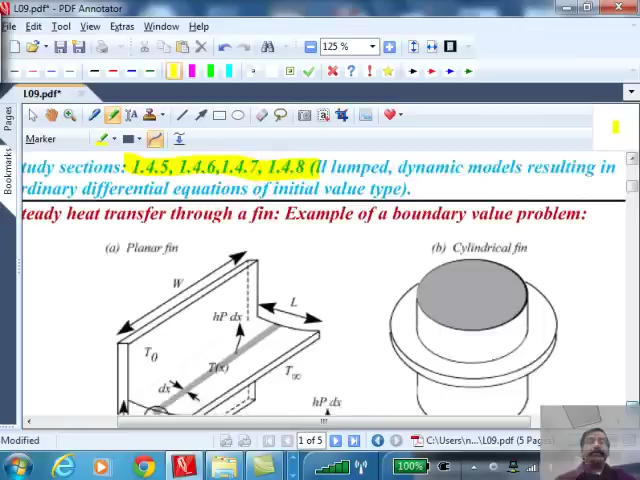 L09.pdf* - PDF Annotator
File Edit View Insert Tool Extras Window Help
125 %
L09.pdf*
Marker
Pages
Bookmarks
tudy sections: 1.4.5, 1.4.6,1.4.7, 1.4.8 (ll lumped, dynamic models resulting in
rdinary differential equations of initial value type).
teady heat transfer through a fin: Example of a boundary value problem:
(a) Planar fin
(b) Cylindrical fin
W
L
hP dx
T0
T(x)
T∞
dx
hP dx
Modified
1 of 5
C:\Users\n...\L09.pdf (5 Pages)
100%